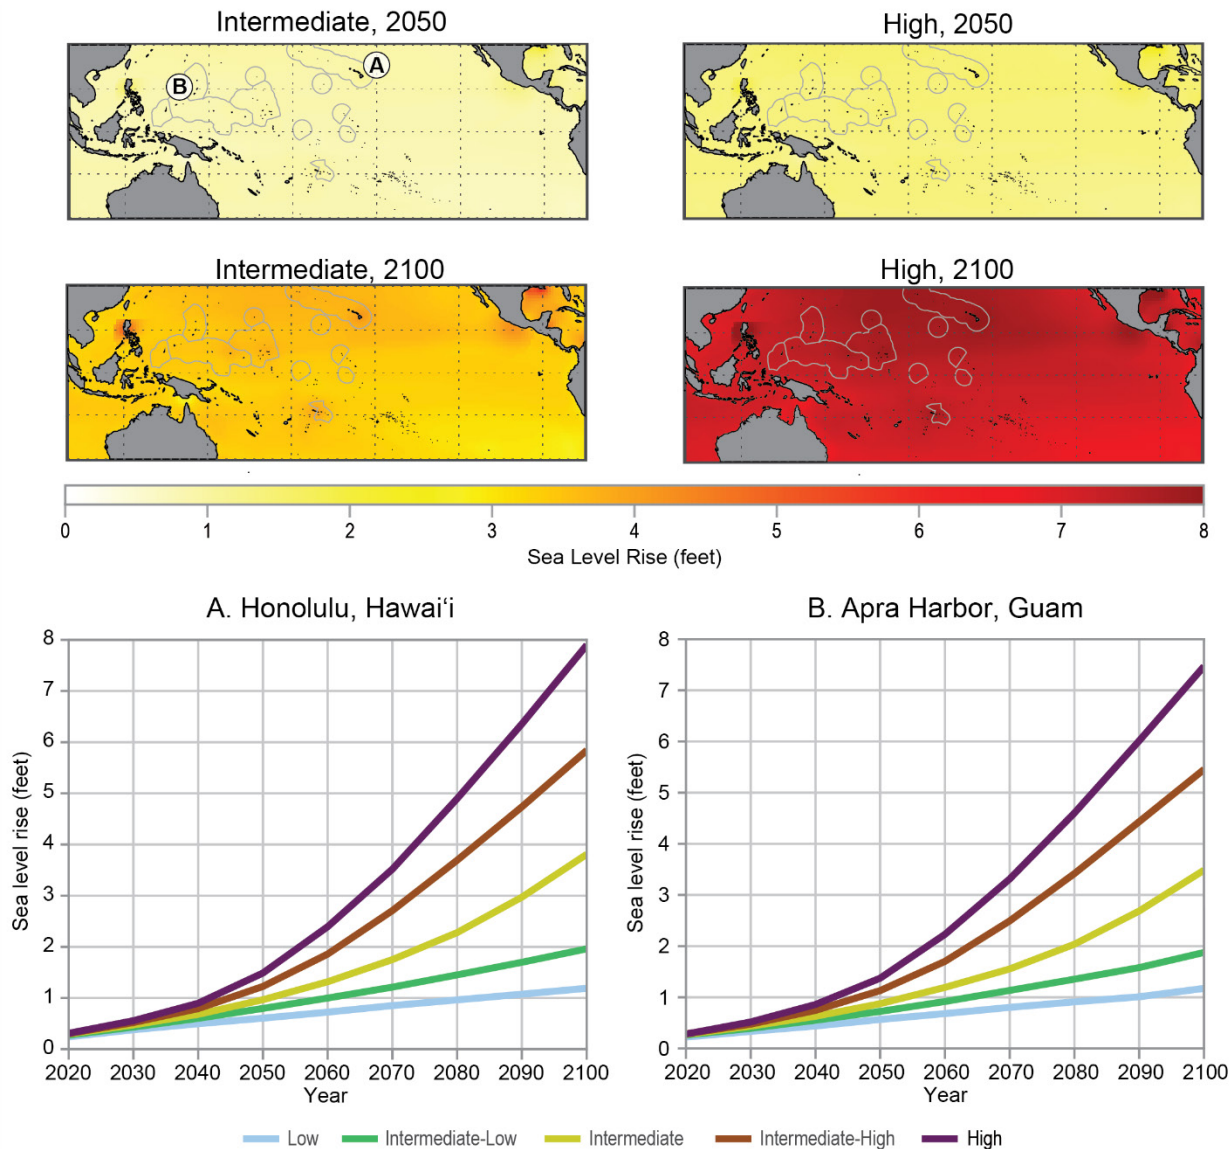 Intermediate, 2050
High, 2050
A
B
Intermediate, 2100
High, 2100
0 1 2 3 4 5 6 7 8
Sea Level Rise (feet)
A. Honolulu, Hawai‘i
8
7
6
5
4
3
2
1
0
Sea level rise (feet)
2020 2030 2040 2050 2060 2070 2080 2090 2100
Year
B. Apra Harbor, Guam
8
7
6
5
4
3
2
1
0
Sea level rise (feet)
2020 2030 2040 2050 2060 2070 2080 2090 2100
Year
Low Intermediate-Low Intermediate Intermediate-High High